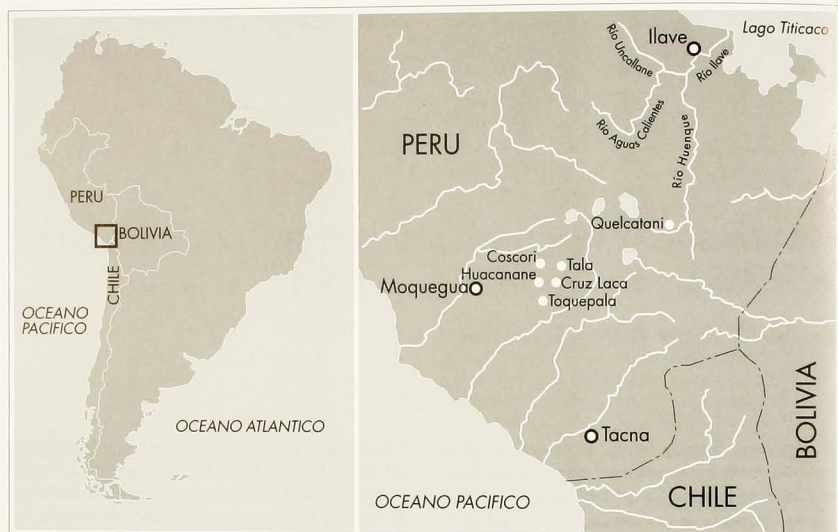 PERU
BOLIVIA
CHILE
OCEANO
PACIFICO
OCEANO ATLANTICO
Lago Titicaca
Ilave
Río Uncallane
Río Ilave
Río Aguas Calientes
Río Huenque
PERU
Quelcatani
Coscori
Tala
Huacanane
Cruz Laca
Moquegua
Toquepala
Tacna
BOLIVIA
CHILE
OCEANO PACIFICO